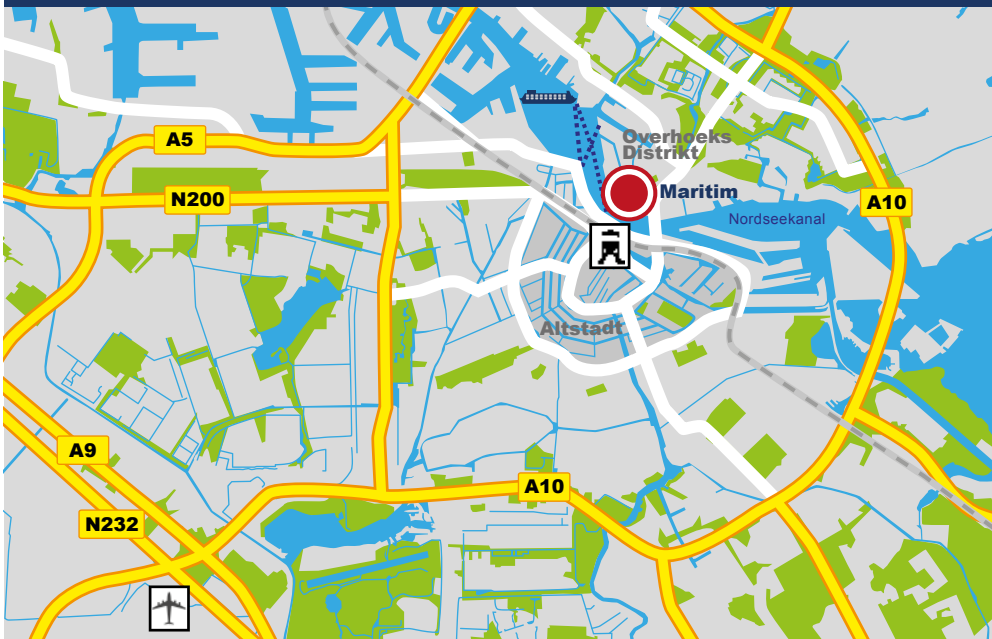 Overhoeks
Distrikt
A5
Maritim
N200
A10
Nordseekanal
Altstadt
A9
A10
N232